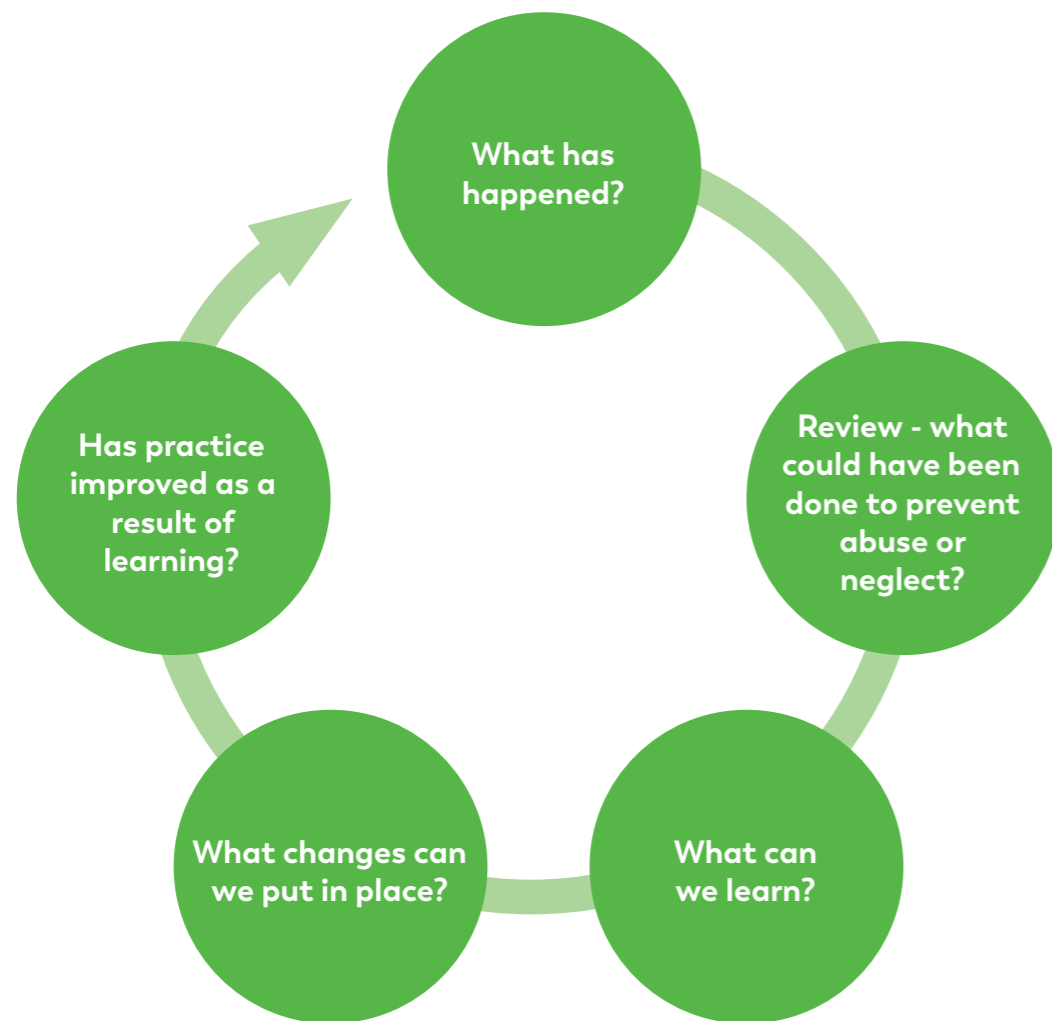 What has
happened?
Review - what
could have been
done to prevent
abuse or
neglect?
What can
we learn?
What changes can
we put in place?
Has practice
improved as a
result of
learning?